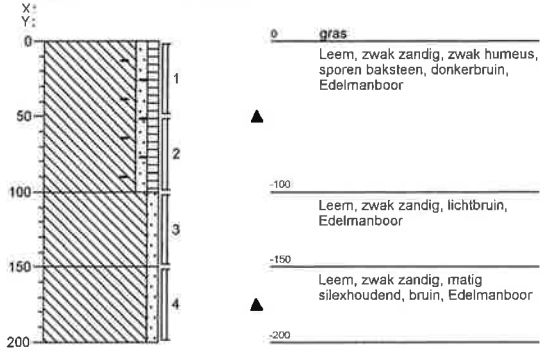 X:
Y:
0
0 gras
Leem, zwak zandig, zwak humeus,
sporen baksteen, donkerbruin,
Edelmanboor
1
50
2
100
-100
Leem, zwak zandig, lichtbruin,
Edelmanboor
3
150
-150
Leem, zwak zandig, matig
silexhoudend, bruin, Edelmanboor
4
200
-200